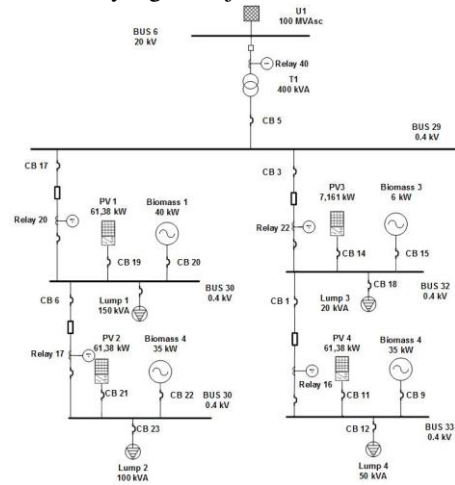 U1
100 MVAsc
BUS 6
20 kV
Relay 40
T1
400 kVA
CB 5
BUS 29
0.4 kV
CB 17
CB 3
PV 1
61,38 kW
Biomass 1
40 kW
PV3
7,161 kW
Biomass 3
6 kW
Relay 20
Relay 22
CB 19
CB 20
CB 14
CB 15
BUS 30
0.4 kV
BUS 32
0.4 kV
CB 6
Lump 1
150 kVA
CB 1
CB 18
Lump 3
20 kVA
PV 2
61,38 kW
Biomass 4
35 kW
PV 4
61,38 kW
Biomass 4
35 kW
Relay 17
Relay 16
CB 21
CB 22
CB 11
CB 9
BUS 30
0.4 kV
BUS 33
0.4 kV
CB 23
CB 12
Lump 2
100 kVA
Lump 4
50 kVA